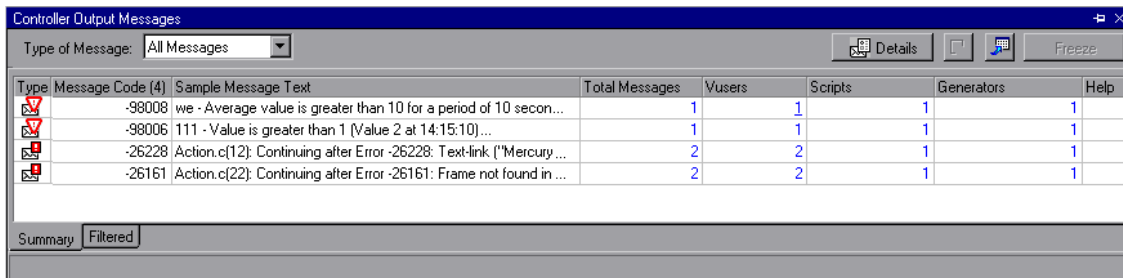 Controller Output Messages
Type of Message: All Messages Details Freeze
Type Message Code (4) Sample Message Text Total Messages Vusers Scripts Generators Help
-98008 we - Average value is greater than 10 for a period of 10 secon... 1 1 1 1
-98006 111 - Value is greater than 1 (Value 2 at 14:15:10)... 1 1 1 1
-26228 Action.c(12): Continuing after Error -26228: Text-link ("Mercury ... 2 2 1 1
-26161 Action.c(22): Continuing after Error -26161: Frame not found in ... 2 2 1 1
Summary Filtered